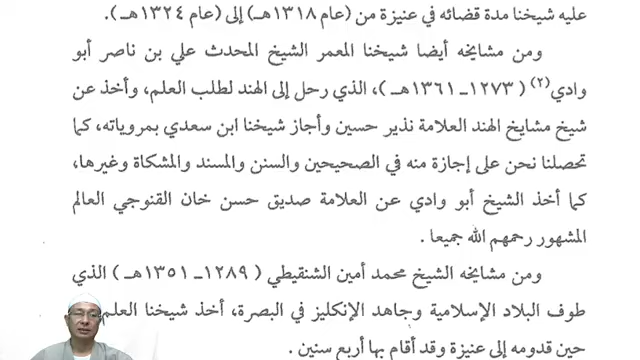 عليه شيخنا مدة قضائه في عنيزة من (عام ١٣١٨هـ) إلى (عام ١٣٢٤هـ).
ومن مشايخه أيضا شيخنا المعمر الشيخ المحدث علي بن ناصر أبو
وادي(٢) ( ١٢٧٣ـ ١٣٦١هـ )، الذي رحل إلى الهند لطلب العلم، وأخذ عن
شيخ مشايخ الهند العلامة نذير حسين وأجاز شيخنا ابن سعدي بمروياته، كما
تحصلنا نحن على إجازة منه في الصحيحين والسنن والمسند والمشكاة وغيرها،
كما أخذ الشيخ أبو وادي عن العلامة صديق حسن خان القنوجي العالم
المشهور رحمهم الله جميعا .
ومن مشايخه الشيخ محمد أمين الشنقيطي ( ١٢٨٩ـ ١٣٥١هـ ) الذي
طوف البلاد الإسلامية وجاهد الإنكليز في البصرة، أخذ شيخنا العلم
حين قدومه إلى عنيزة وقد أقام بها أربع سنين .